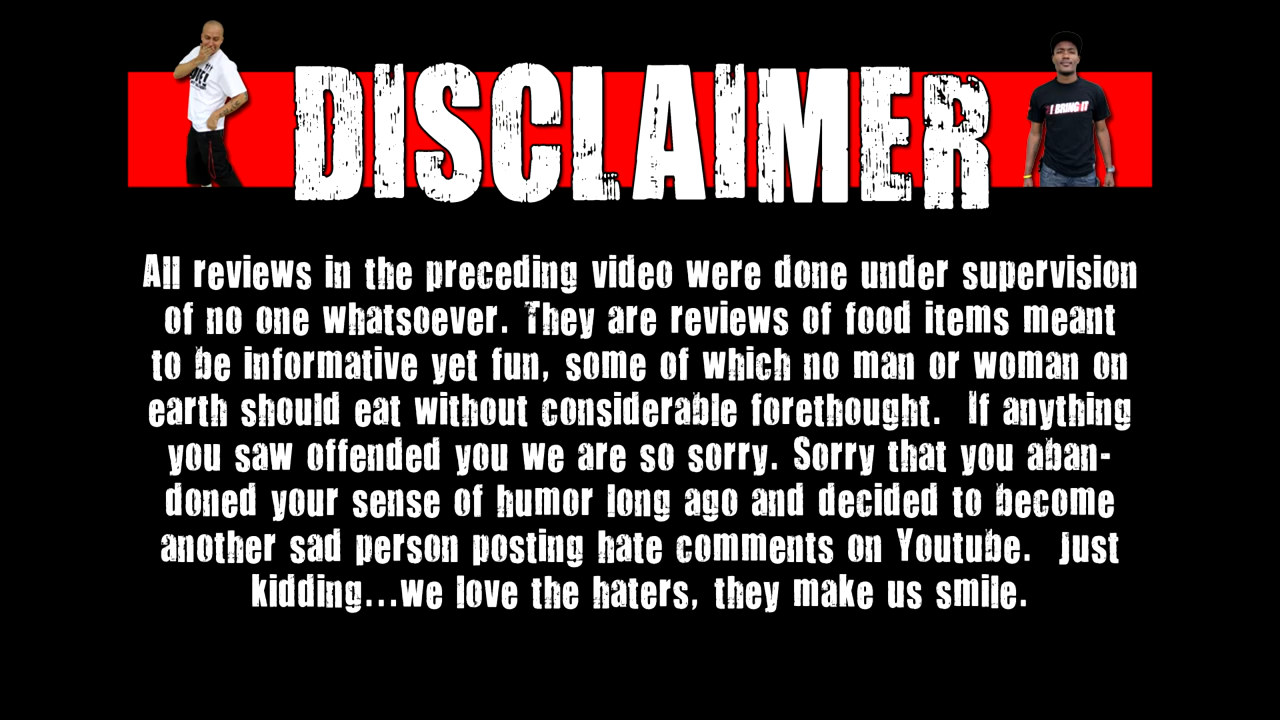 DISCLAIMER
I BRING IT
All reviews in the preceding video were done under supervision
of no one whatsoever. They are reviews of food items meant
to be informative yet fun, some of which no man or woman on
earth should eat without considerable forethought. If anything
you saw offended you we are so sorry. Sorry that you aban-
doned your sense of humor long ago and decided to become
another sad person posting hate comments on Youtube. Just
kidding...we love the haters, they make us smile.